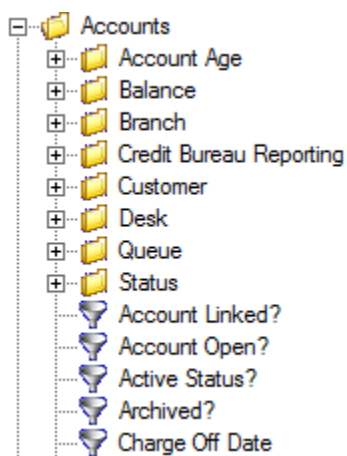 Accounts
Account Age
Balance
Branch
Credit Bureau Reporting
Customer
Desk
Queue
Status
Account Linked?
Account Open?
Active Status?
Archived?
Charge Off Date